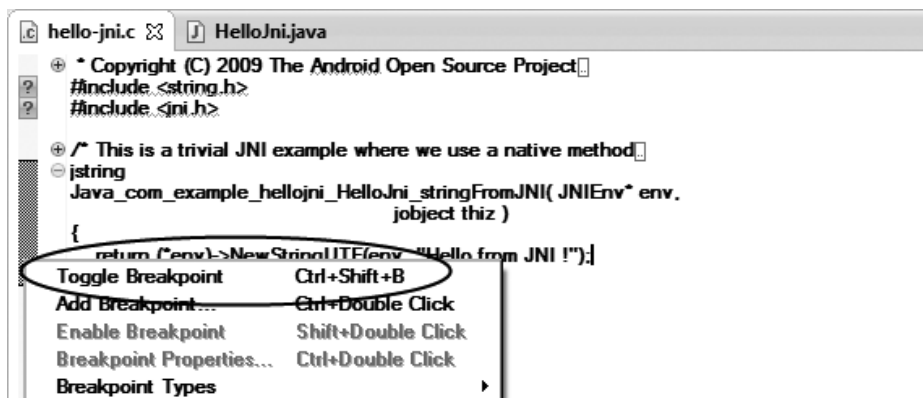 hello-jni.c HelloJni.java
* Copyright (C) 2009 The Android Open Source Project
#include <string.h>
#include <jni.h>
/* This is a trivial JNI example where we use a native method
jstring
Java_com_example_hellojni_HelloJni_stringFromJNI( JNIEnv* env,
jobject thiz )
{
return (*env)->NewStringUTF(env, "Hello from JNI !");
Toggle Breakpoint Ctrl+Shift+B
Add Breakpoint... Ctrl+Double Click
Enable Breakpoint Shift+Double Click
Breakpoint Properties... Ctrl+Double Click
Breakpoint Types